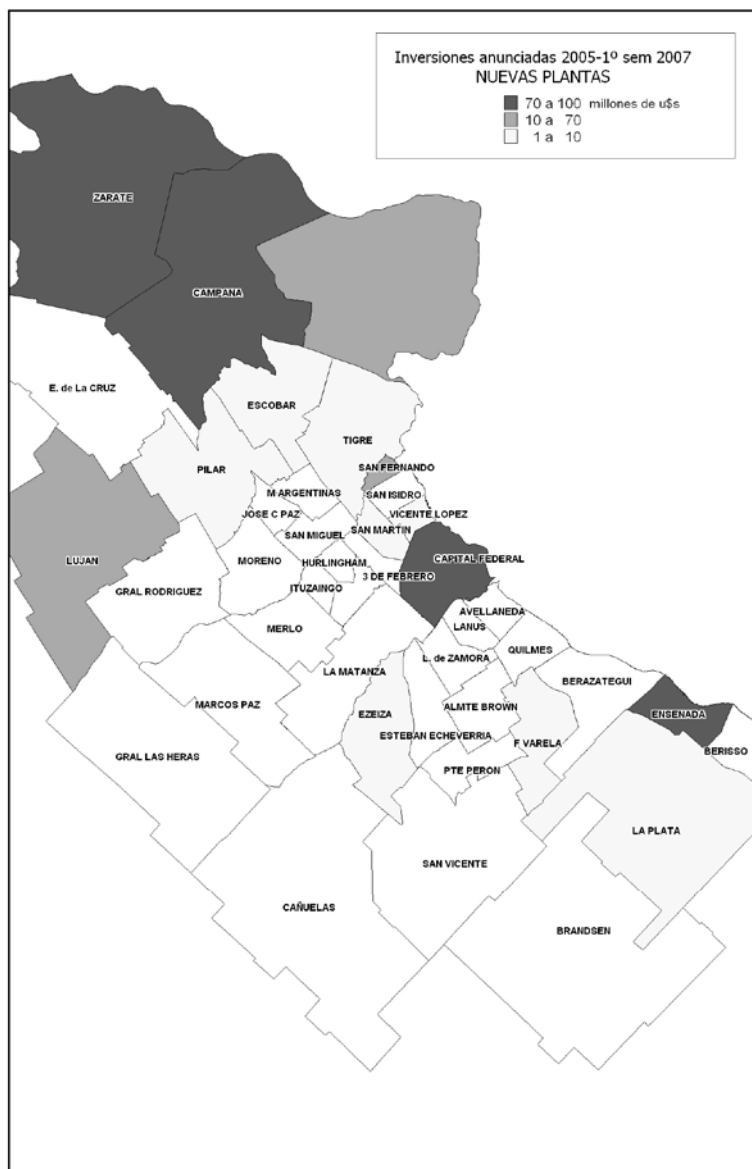 Inversiones anunciadas 2005-1º sem 2007
NUEVAS PLANTAS
70 a 100 millones de u$s
10 a 70
1 a 10
ZARATE
CAMPANA
E. de La CRUZ
ESCOBAR
TIGRE
PILAR
SAN FERNANDO
M ARGENTINAS
SAN ISIDRO
JOSE C PAZ
VICENTE LOPEZ
SAN MARTIN
SAN MIGUEL
LUJAN
MORENO
HURLINGHAM
CAPITAL FEDERAL
3 DE FEBRERO
GRAL RODRIGUEZ
ITUZAINGO
AVELLANEDA
LANUS
MERLO
QUILMES
L. de ZAMORA
LA MATANZA
BERAZATEGUI
MARCOS PAZ
ALMTE BROWN
EZEIZA
ENSENADA
ESTEBAN ECHEVERRIA
F VARELA
BERISSO
GRAL LAS HERAS
PTE PERON
LA PLATA
SAN VICENTE
CAÑUELAS
BRANDSEN